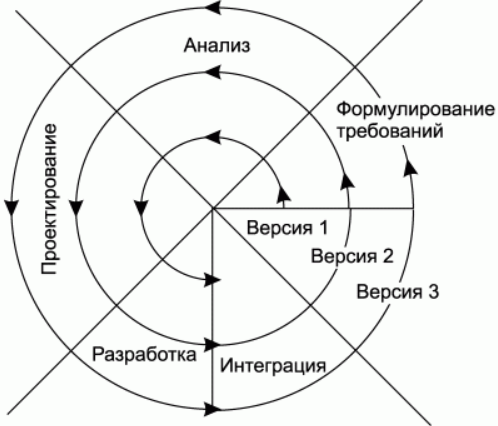 Анализ
Формулирование
требований
Проектирование
Версия 1
Версия 2
Версия 3
Разработка
Интеграция